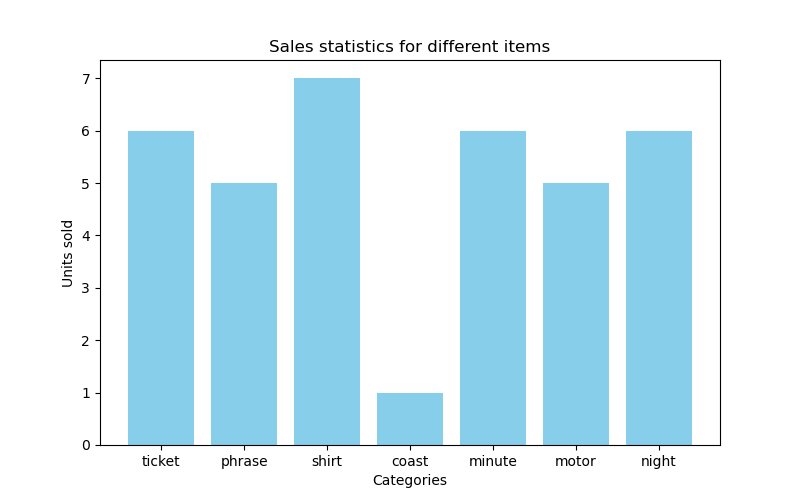 Sales statistics for different items
Units sold
7
6
5
4
3
2
1
0
ticket phrase shirt coast minute motor night
Categories